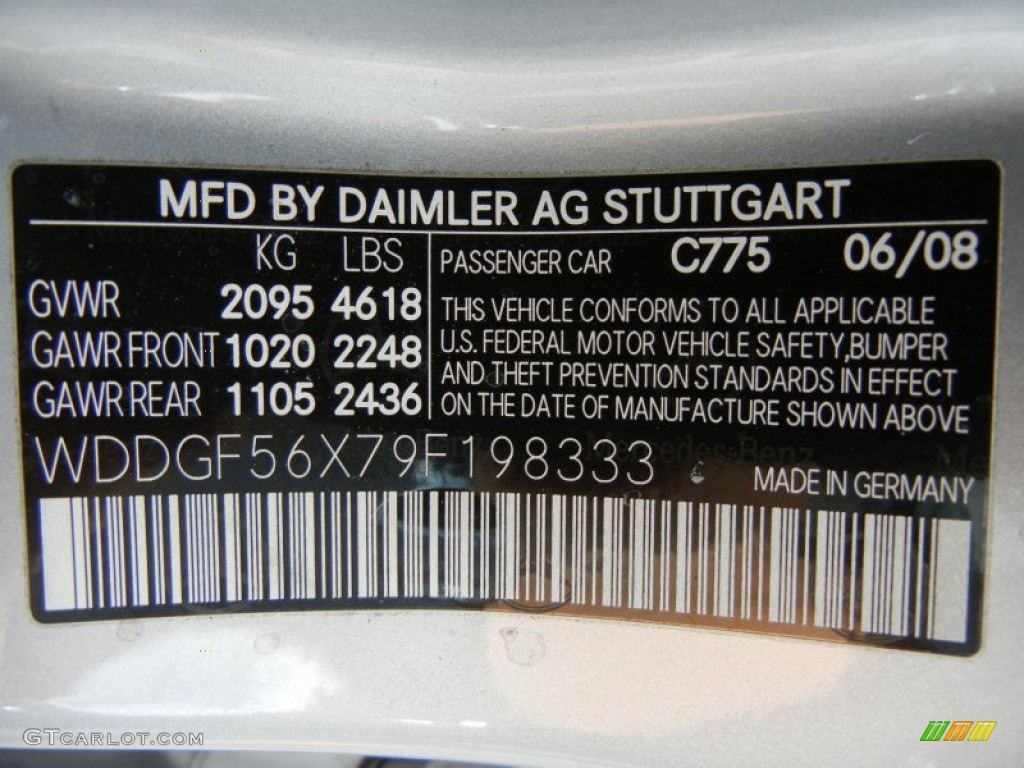 MFD BY DAIMLER AG STUTTGART
KG LBS
GVWR 2095 4618
GAWR FRONT 1020 2248
GAWR REAR 1105 2436
PASSENGER CAR C775 06/08
THIS VEHICLE CONFORMS TO ALL APPLICABLE
U.S. FEDERAL MOTOR VEHICLE SAFETY, BUMPER
AND THEFT PREVENTION STANDARDS IN EFFECT
ON THE DATE OF MANUFACTURE SHOWN ABOVE
WDDGF56X79F198333
Mercedes-Benz
MADE IN GERMANY
GTCARLOT.COM